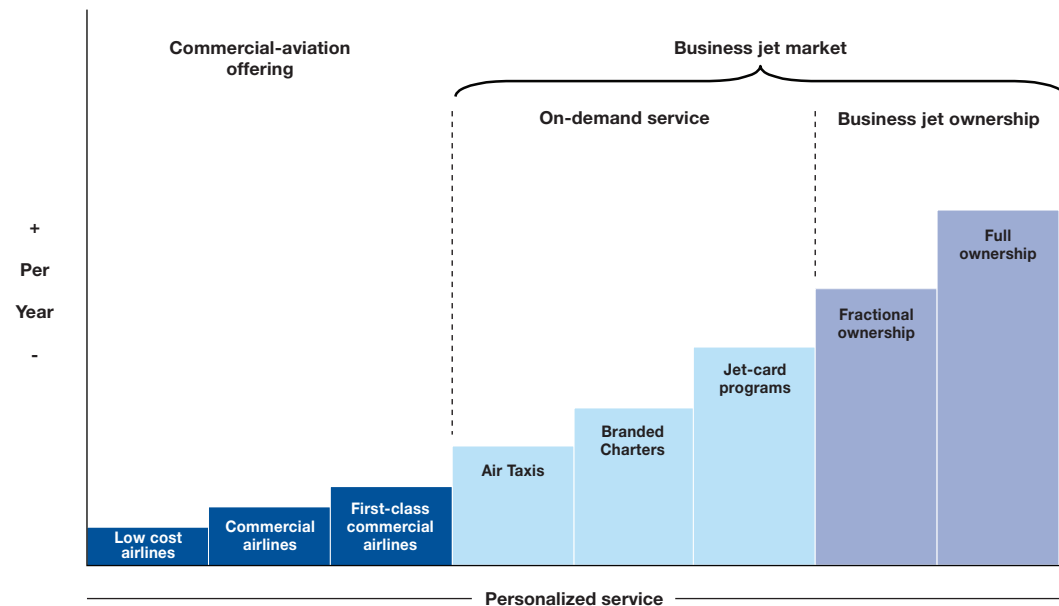 Commercial-aviation
offering
Business jet market
On-demand service
Business jet ownership
+
Per
Year
-
Low cost
airlines
Commercial
airlines
First-class
commercial
airlines
Air Taxis
Branded
Charters
Jet-card
programs
Fractional
ownership
Full
ownership
Personalized service